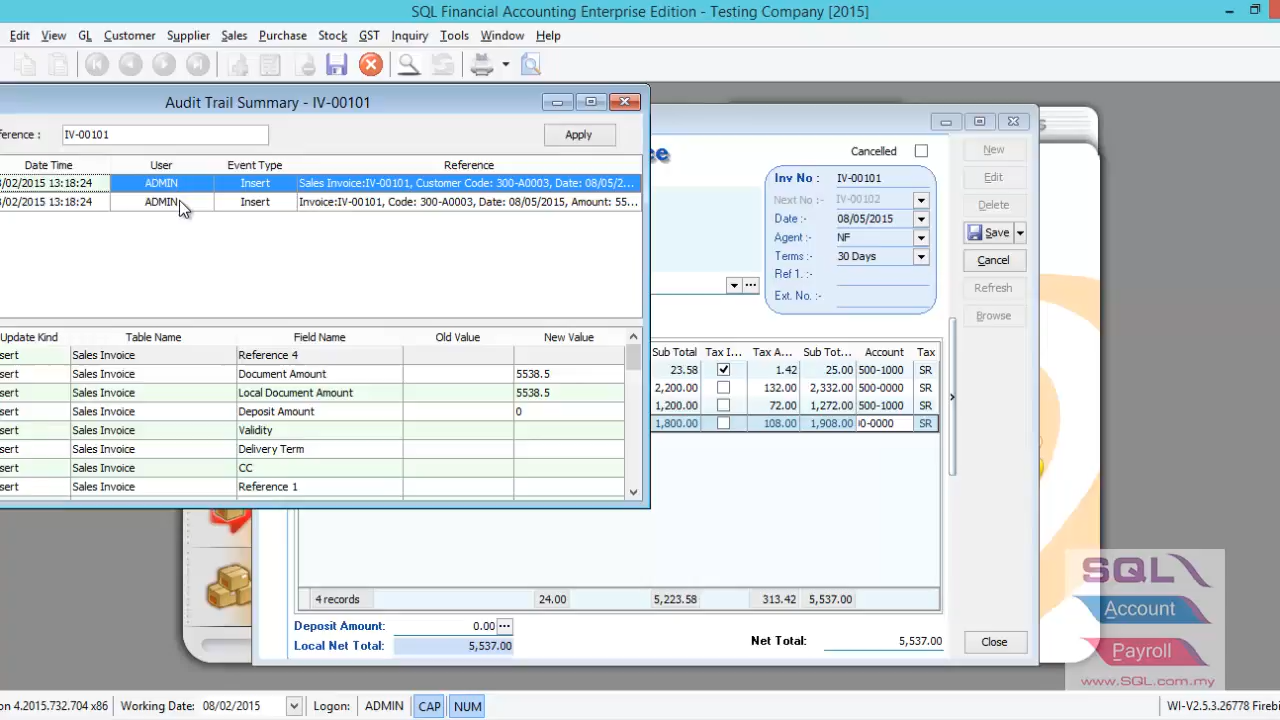 SQL Financial Accounting Enterprise Edition - Testing Company [2015]
Edit View GL Customer Supplier Sales Purchase Stock GST Inquiry Tools Window Help
Audit Trail Summary - IV-00101
ference : IV-00101 Apply
Date Time User Event Type Reference
/02/2015 13:18:24 ADMIN Insert Sales Invoice:IV-00101, Customer Code: 300-A0003, Date: 08/05/2...
/02/2015 13:18:24 ADMIN Insert Invoice:IV-00101, Code: 300-A0003, Date: 08/05/2015, Amount: 55...
Update Kind Table Name Field Name Old Value New Value
sert Sales Invoice Reference 4
sert Sales Invoice Document Amount 5538.5
sert Sales Invoice Local Document Amount 5538.5
sert Sales Invoice Deposit Amount 0
sert Sales Invoice Validity
sert Sales Invoice Delivery Term
sert Sales Invoice CC
sert Sales Invoice Reference 1
ce
s
Cancelled
Inv No : IV-00101
Next No : IV-00102
Date :- 08/05/2015
Agent :- NF
Terms :- 30 Days
Ref 1. :-
Ext. No. :-
New
Edit
Delete
Save
Cancel
Refresh
Browse
Sub Total Tax I... Tax A... Sub Tot... Account Tax
23.58 1.42 25.00 500-1000 SR
2,200.00 132.00 2,332.00 500-0000 SR
1,200.00 72.00 1,272.00 500-1000 SR
1,800.00 108.00 1,908.00 0-0000 SR
4 records 24.00 5,223.58 313.42 5,537.00
Deposit Amount: 0.00
Local Net Total: 5,537.00
Net Total: 5,537.00
Close
SQL
Account
Payroll
www.SQL.com.my
on 4.2015.732.704 x86 Working Date: 08/02/2015 Logon: ADMIN CAP NUM WI-V2.5.3.26778 Firebi